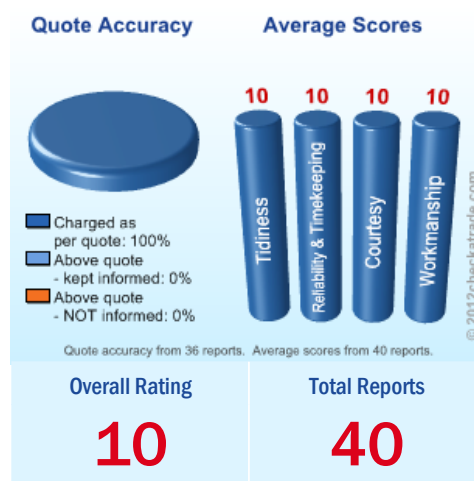 Quote Accuracy
Average Scores
10 10 10 10
Tidiness
Reliability & Timekeeping
Courtesy
Workmanship
Charged as
per quote: 100%
Above quote
- kept informed: 0%
Above quote
- NOT informed: 0%
© 2012checkatrade.com
Quote accuracy from 36 reports. Average scores from 40 reports.
Overall Rating
10
Total Reports
40